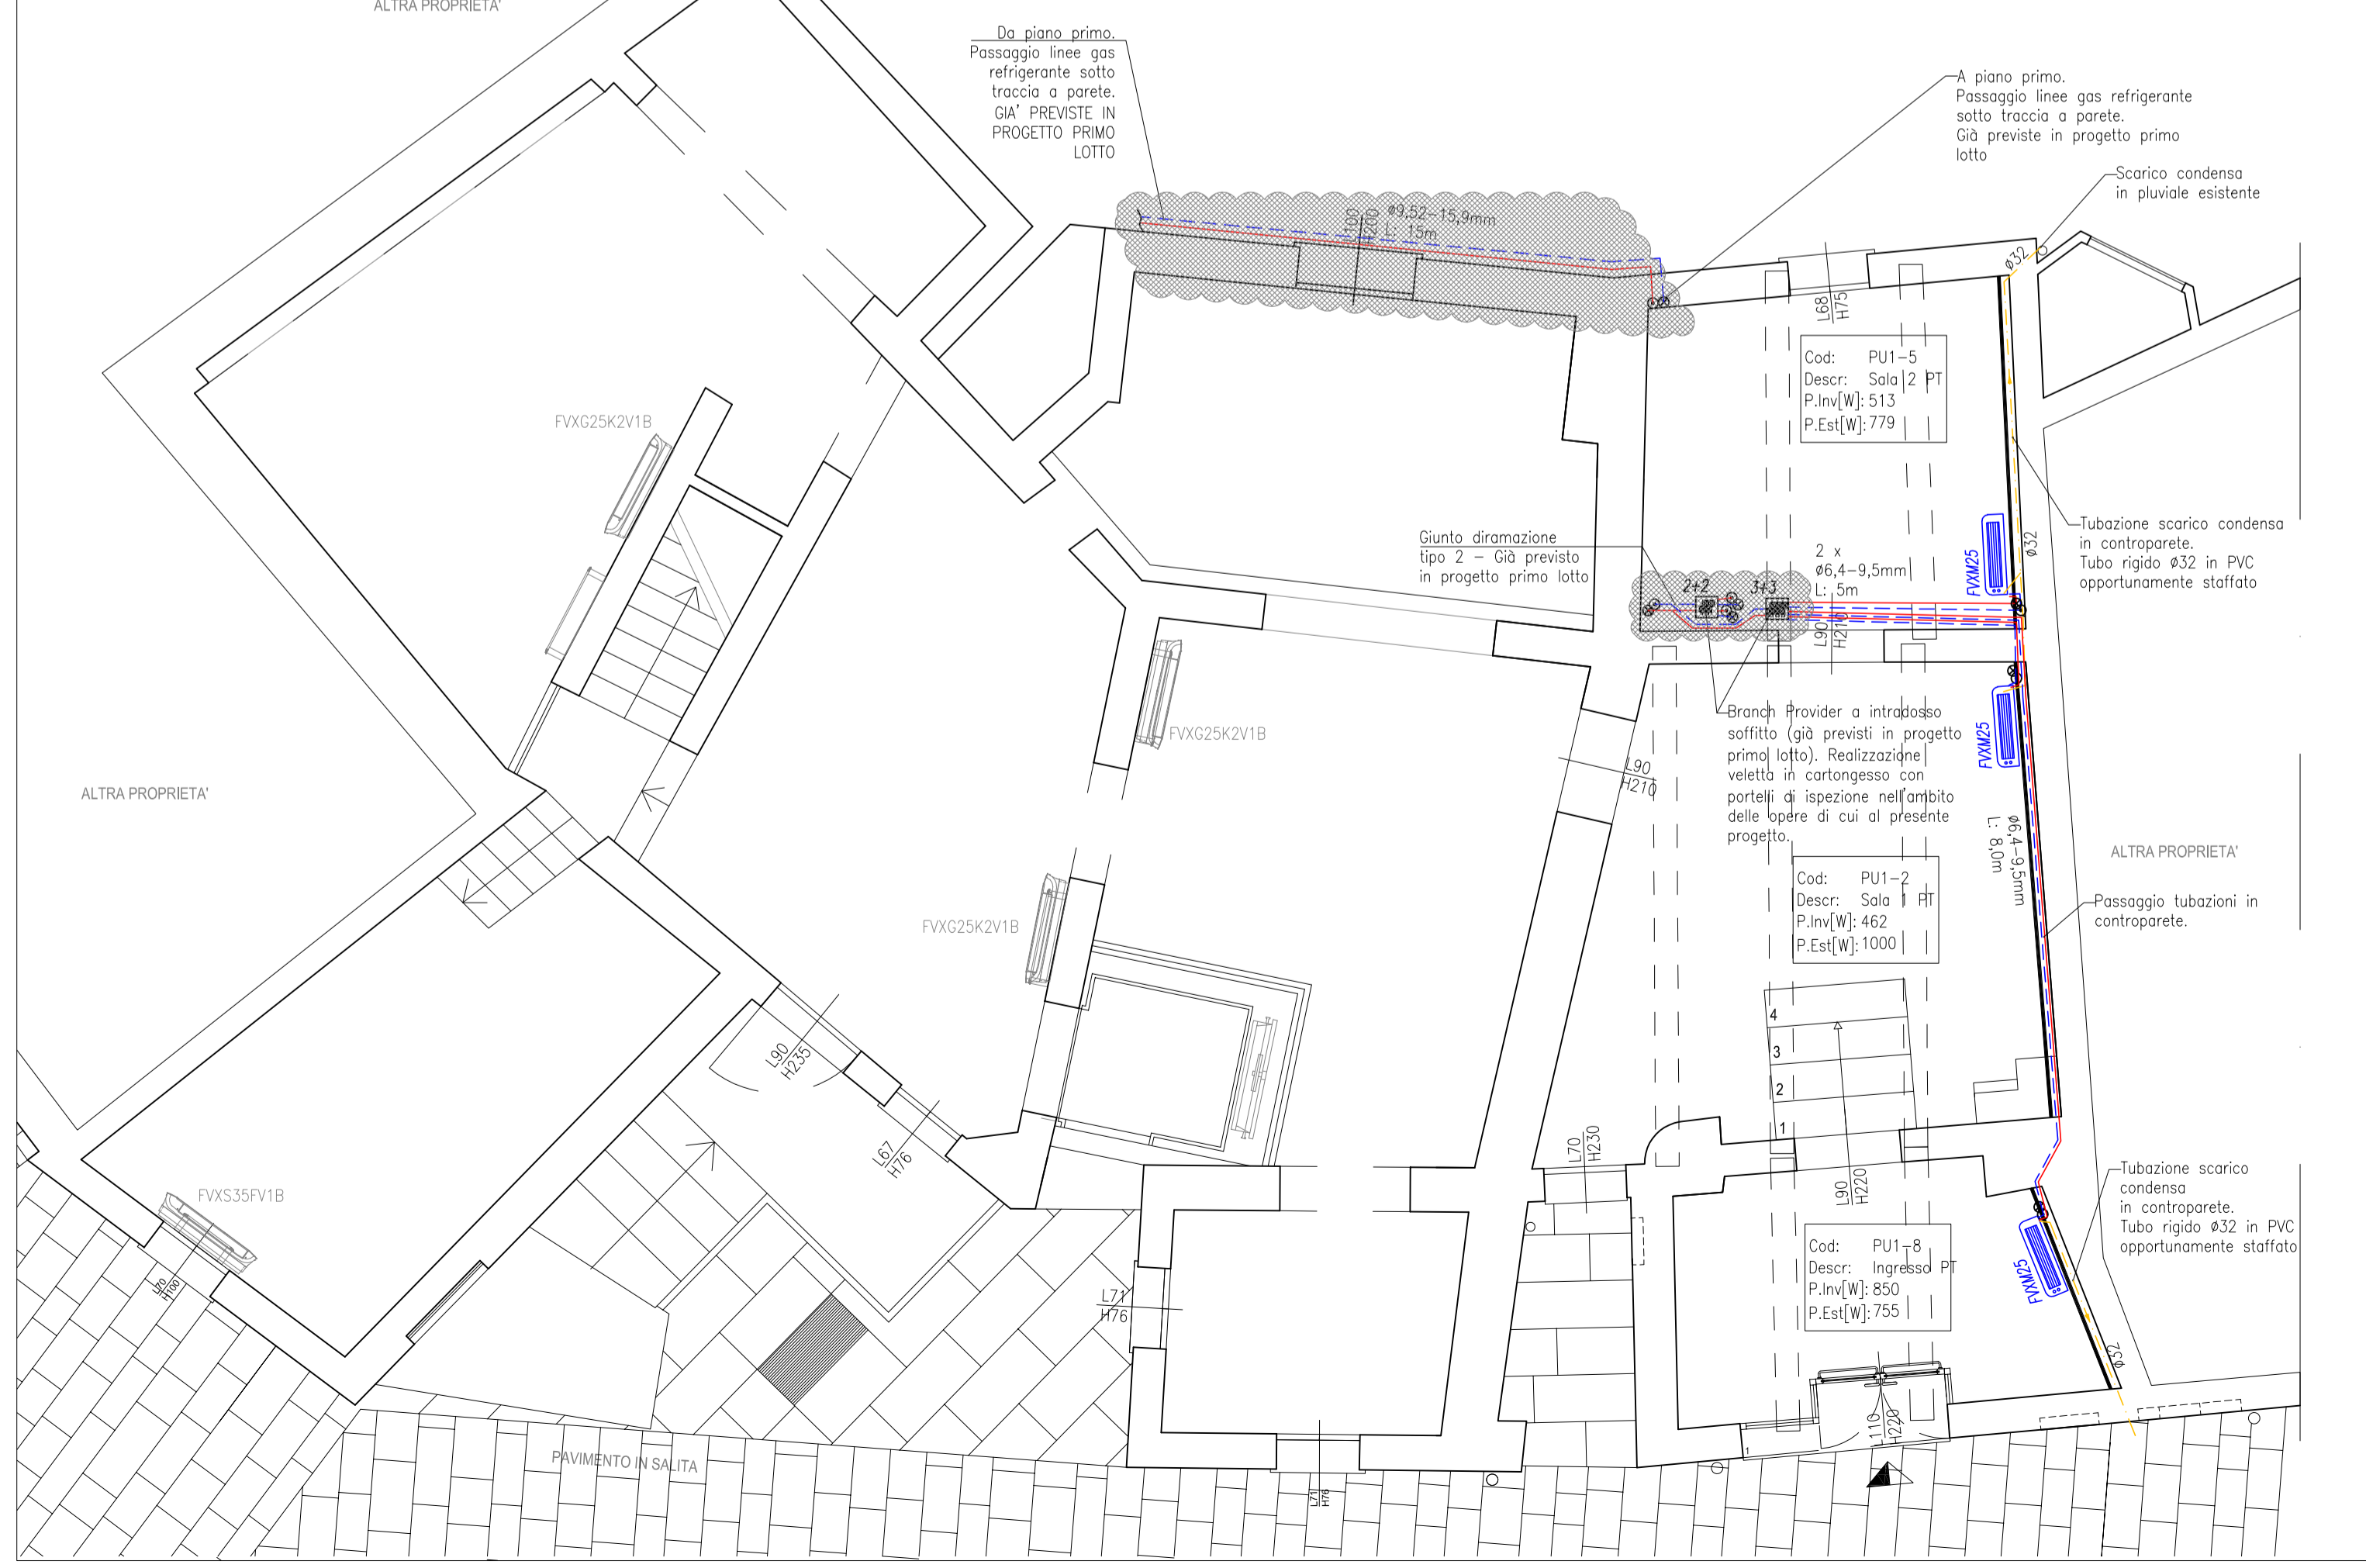 ALTRA PROPRIETA'
Da piano primo.
Passaggio linee gas
refrigerante sotto
traccia a parete.
GIA' PREVISTE IN
PROGETTO PRIMO
LOTTO
A piano primo.
Passaggio linee gas refrigerante
sotto traccia a parete.
Già previste in progetto primo
lotto
Scarico condensa
in pluviale esistente
ø9,52-15,9mm
L: 15m
L100
H200
ø32
L68
H75
Cod: PU1-5
Descr: Sala 2 PT
P.Inv[W]: 513
P.Est[W]: 779
FVXG25K2V1B
Giunto diramazione
tipo 2 – Già previsto
in progetto primo lotto
2+2
3+3
2 x
ø6,4-9,5mm
L: 5m
L90
H210
FVXM25
ø32
Tubazione scarico condensa
in controparete.
Tubo rigido ø32 in PVC
opportunamente staffato
FVXG25K2V1B
FVXM25
Branch Provider a intradosso
soffitto (già previsti in progetto
primo lotto). Realizzazione
veletta in cartongesso con
portelli di ispezione nell'ambito
delle opere di cui al presente
progetto.
L90
H210
ALTRA PROPRIETA'
ø6,4-9,5mm
L: 8,0m
ALTRA PROPRIETA'
Cod: PU1-2
Descr: Sala 1 PT
P.Inv[W]: 462
P.Est[W]: 1000
Passaggio tubazioni in
controparete.
FVXG25K2V1B
4
3
2
1
L90
H235
L67
H76
L70
H230
L90
H220
FVXS35FV1B
L70
H100
Tubazione scarico
condensa
in controparete.
Tubo rigido ø32 in PVC
opportunamente staffato
Cod: PU1-8
Descr: Ingresso PT
P.Inv[W]: 850
P.Est[W]: 755
FVXM25
L71
H76
ø32
L110
H220
1
PAVIMENTO IN SALITA
L71
H76